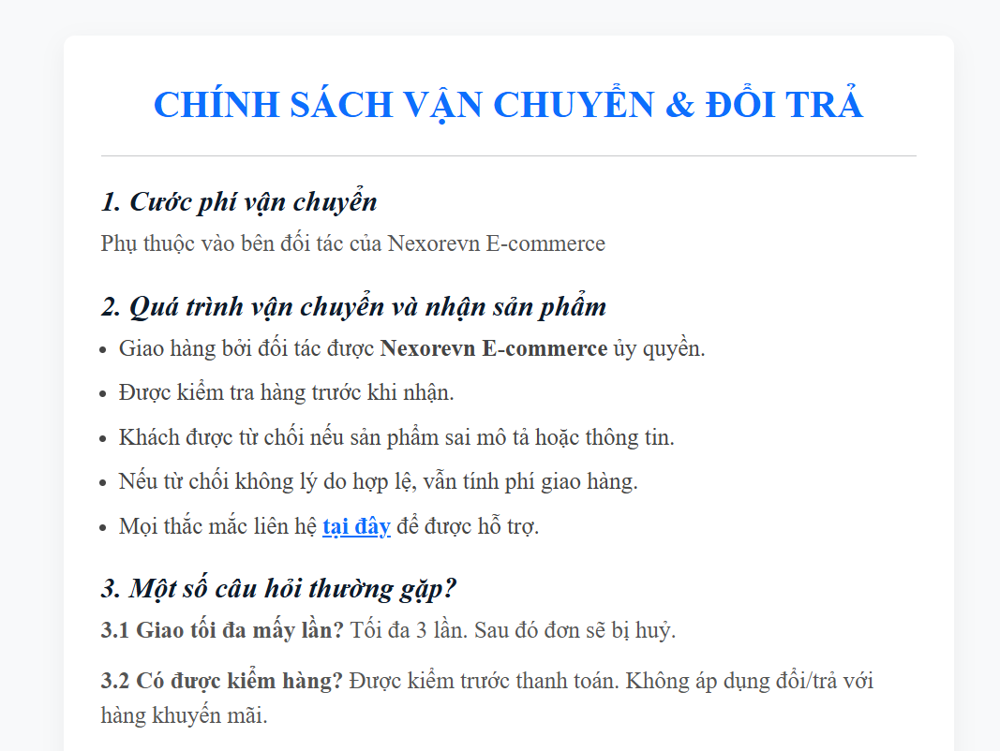 CHÍNH SÁCH VẬN CHUYỂN & ĐỔI TRẢ
1. Cước phí vận chuyển
Phụ thuộc vào bên đối tác của Nexorevn E-commerce
2. Quá trình vận chuyển và nhận sản phẩm
• Giao hàng bởi đối tác được Nexorevn E-commerce ủy quyền.
• Được kiểm tra hàng trước khi nhận.
• Khách được từ chối nếu sản phẩm sai mô tả hoặc thông tin.
• Nếu từ chối không lý do hợp lệ, vẫn tính phí giao hàng.
• Mọi thắc mắc liên hệ tại đây để được hỗ trợ.
3. Một số câu hỏi thường gặp?
3.1 Giao tối đa mấy lần? Tối đa 3 lần. Sau đó đơn sẽ bị huỷ.
3.2 Có được kiểm hàng? Được kiểm trước thanh toán. Không áp dụng đổi/trả với
hàng khuyến mãi.